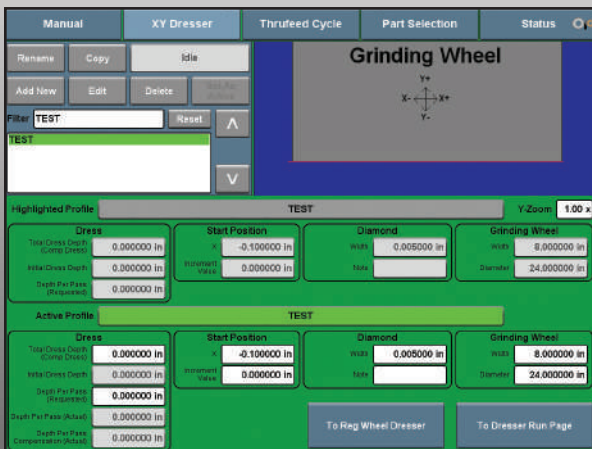 Manual XY Dresser Thrufeed Cycle Part Selection Status
Rename Copy Idle
Add New Edit Delete Set As Active
Filter TEST Reset
TEST
Grinding Wheel
Y+
X- X+
Y-
Highlighted Profile TEST Y-Zoom 1.00 x
Dress Start Position Diamond Grinding Wheel
Total Dress Depth (Comp Dress) 0.000000 in X -0.100000 in Width 0.005000 in Width 8.000000 in
Initial Dress Depth 0.000000 in Increment Value 0.000000 in Note Diameter 24.000000 in
Depth Per Pass (Requested) 0.000000 in
Active Profile TEST
Dress Start Position Diamond Grinding Wheel
Total Dress Depth (Comp Dress) 0.000000 in X -0.100000 in Width 0.005000 in Width 8.000000 in
Initial Dress Depth 0.000000 in Increment Value 0.000000 in Note Diameter 24.000000 in
Depth Per Pass (Requested) 0.000000 in
Depth Per Pass (Actual) 0.000000 in
Depth Per Pass Compensation (Actual) 0.000000 in
To Reg Wheel Dresser To Dresser Run Page